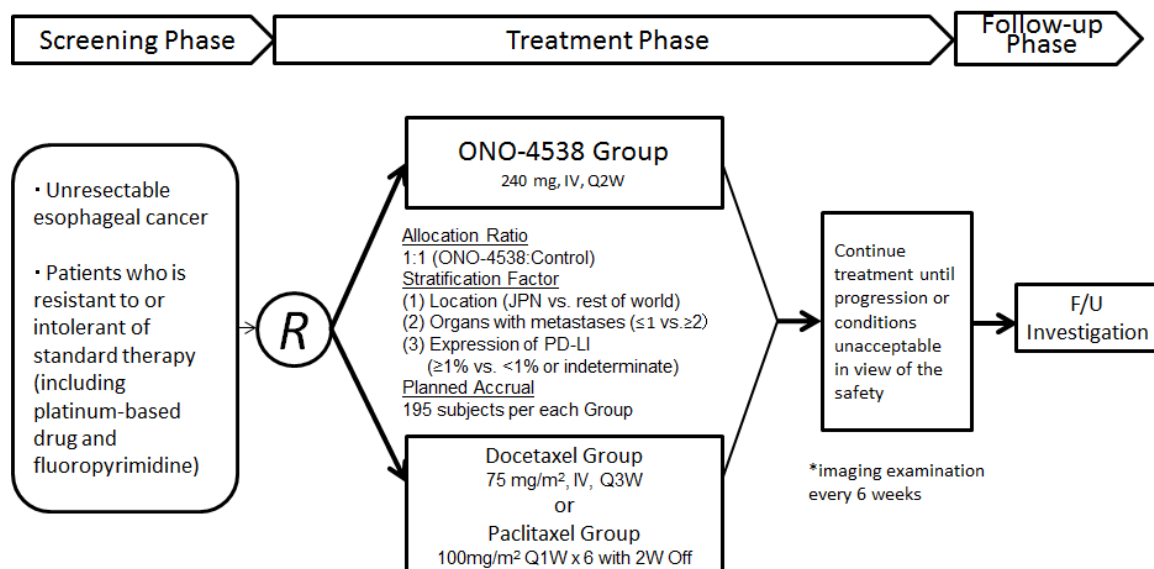 Screening Phase
Treatment Phase
Follow-up
Phase
・Unresectable
esophageal cancer
・Patients who is
resistant to or
intolerant of
standard therapy
(including
platinum-based
drug and
fluoropyrimidine)
R
ONO-4538 Group
240 mg, IV, Q2W
Allocation Ratio
1:1 (ONO-4538:Control)
Stratification Factor
(1) Location (JPN vs. rest of world)
(2) Organs with metastases (≤1 vs.≥2)
(3) Expression of PD-LI
(≥1% vs. <1% or indeterminate)
Planned Accrual
195 subjects per each Group
Docetaxel Group
75 mg/m², IV, Q3W
or
Paclitaxel Group
100mg/m² Q1W x 6 with 2W Off
Continue
treatment until
progression or
conditions
unacceptable
in view of the
safety
*imaging examination
every 6 weeks
F/U
Investigation